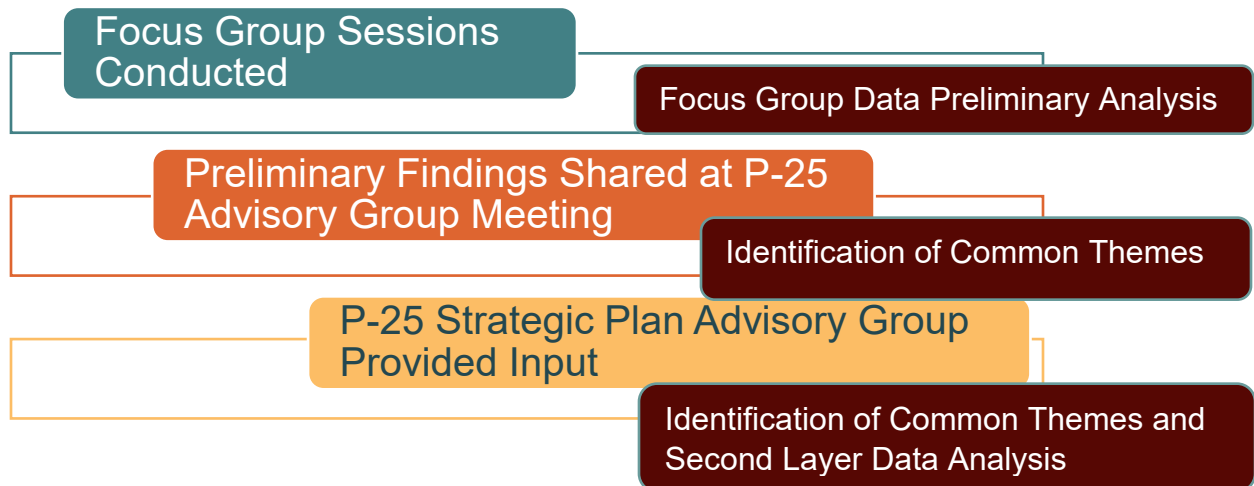 Focus Group Sessions
Conducted
Focus Group Data Preliminary Analysis
Preliminary Findings Shared at P-25
Advisory Group Meeting
Identification of Common Themes
P-25 Strategic Plan Advisory Group
Provided Input
Identification of Common Themes and
Second Layer Data Analysis